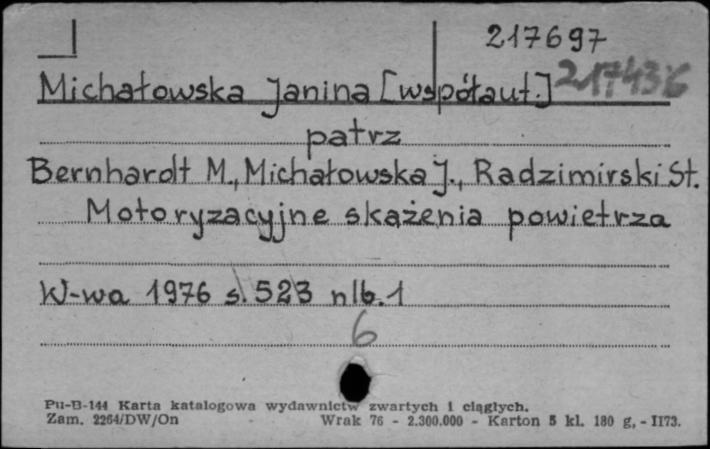 217697
Michałowska Janina [współaut.] 217436
patrz
Bernhardt M., Michałowska J., Radzimirski St.
Motoryzacyjne skażenia powietrza
W-wa 1976 s. 523 nlb. 1
6
Pu-B-144 Karta katalogowa wydawnictw zwartych i ciągłych.
Zam. 2264/DW/On Wrak 76 - 2.300.000 - Karton 5 kl. 180 g, - II73.